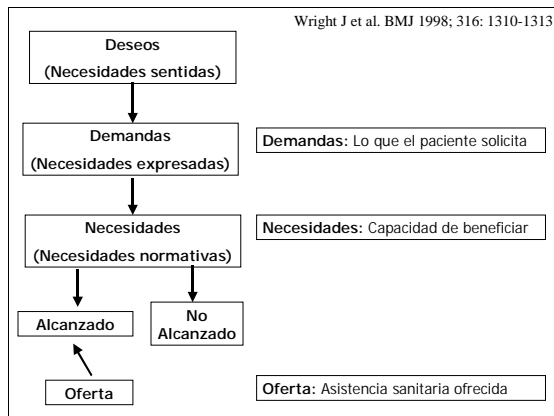 Wright J et al. BMJ 1998; 316: 1310-1313
Deseos
(Necesidades sentidas)
Demandas
(Necesidades expresadas)
Demandas: Lo que el paciente solicita
Necesidades
(Necesidades normativas)
Necesidades: Capacidad de beneficiar
Alcanzado
No
Alcanzado
Oferta
Oferta: Asistencia sanitaria ofrecida